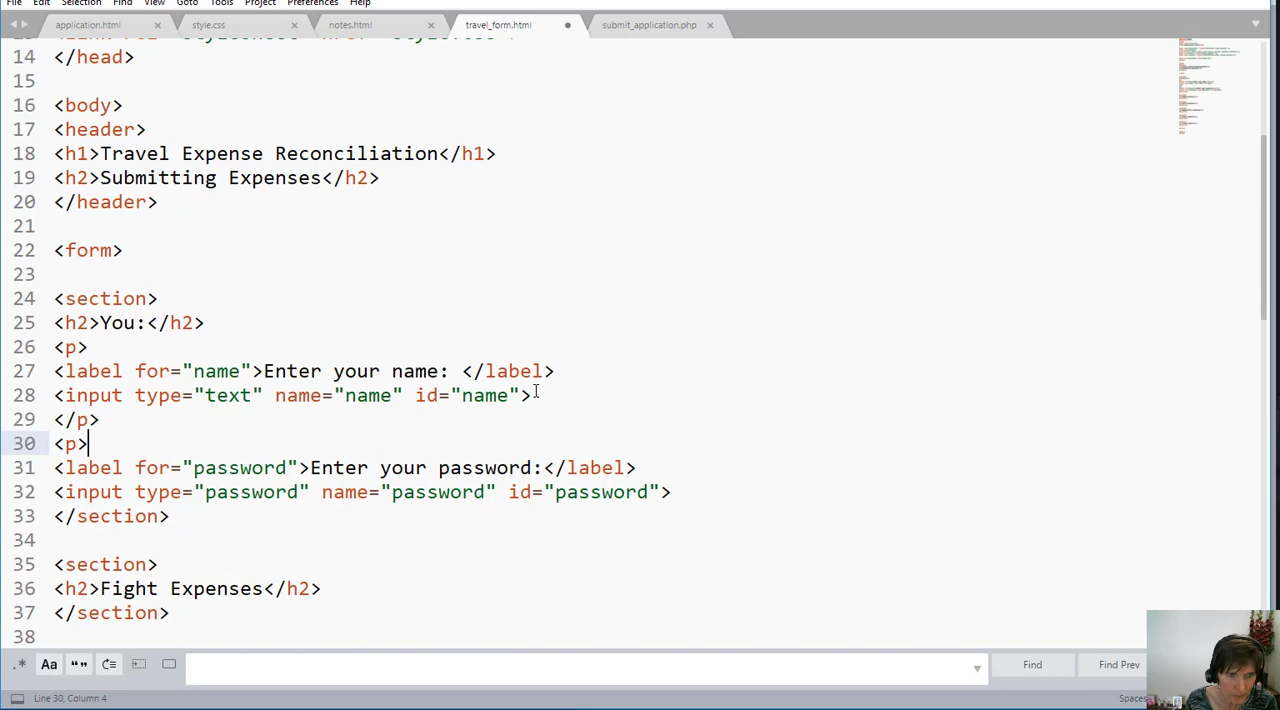 File Edit Selection Find View Goto Tools Project Preferences Help
application.html style.css notes.html travel_form.html submit_application.php
14 </head>
15
16 <body>
17 <header>
18 <h1>Travel Expense Reconciliation</h1>
19 <h2>Submitting Expenses</h2>
20 </header>
21
22 <form>
23
24 <section>
25 <h2>You:</h2>
26 <p>
27 <label for="name">Enter your name: </label>
28 <input type="text" name="name" id="name">
29 </p>
30 <p>
31 <label for="password">Enter your password:</label>
32 <input type="password" name="password" id="password">
33 </section>
34
35 <section>
36 <h2>Fight Expenses</h2>
37 </section>
38
.* Aa “” Find Find Prev
Line 30, Column 4 Spaces